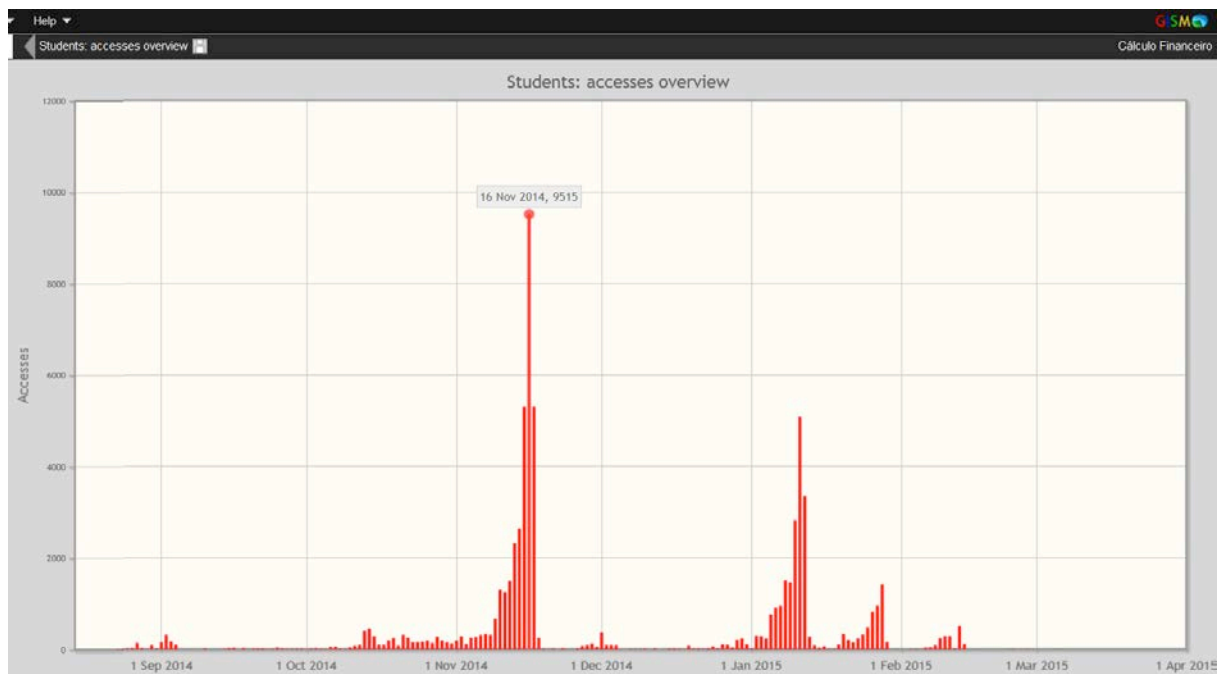 Help
GISMO
Students: accesses overview
Cálculo Financeiro
Students: accesses overview
12000
10000
16 Nov 2014, 9515
8000
6000
Accesses
4000
2000
0
1 Sep 2014 1 Oct 2014 1 Nov 2014 1 Dec 2014 1 Jan 2015 1 Feb 2015 1 Mar 2015 1 Apr 2015